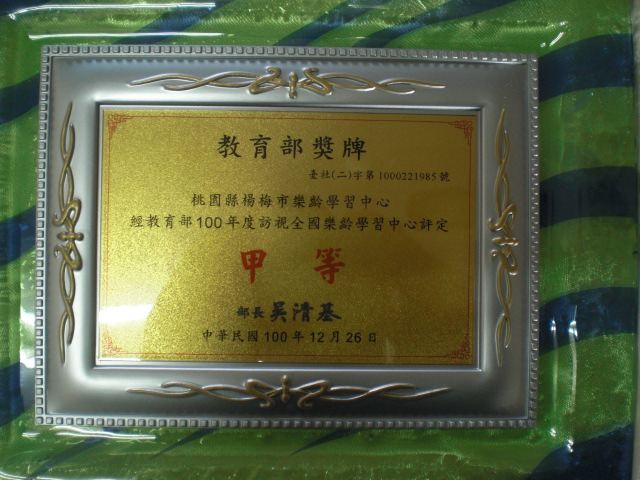 教育部獎牌
臺社(二)字第1000221985號
桃園縣楊梅市樂齡學習中心
經教育部100年度訪視全國樂齡學習中心評定
甲等
部長 吳清基
中華民國100年12月26日